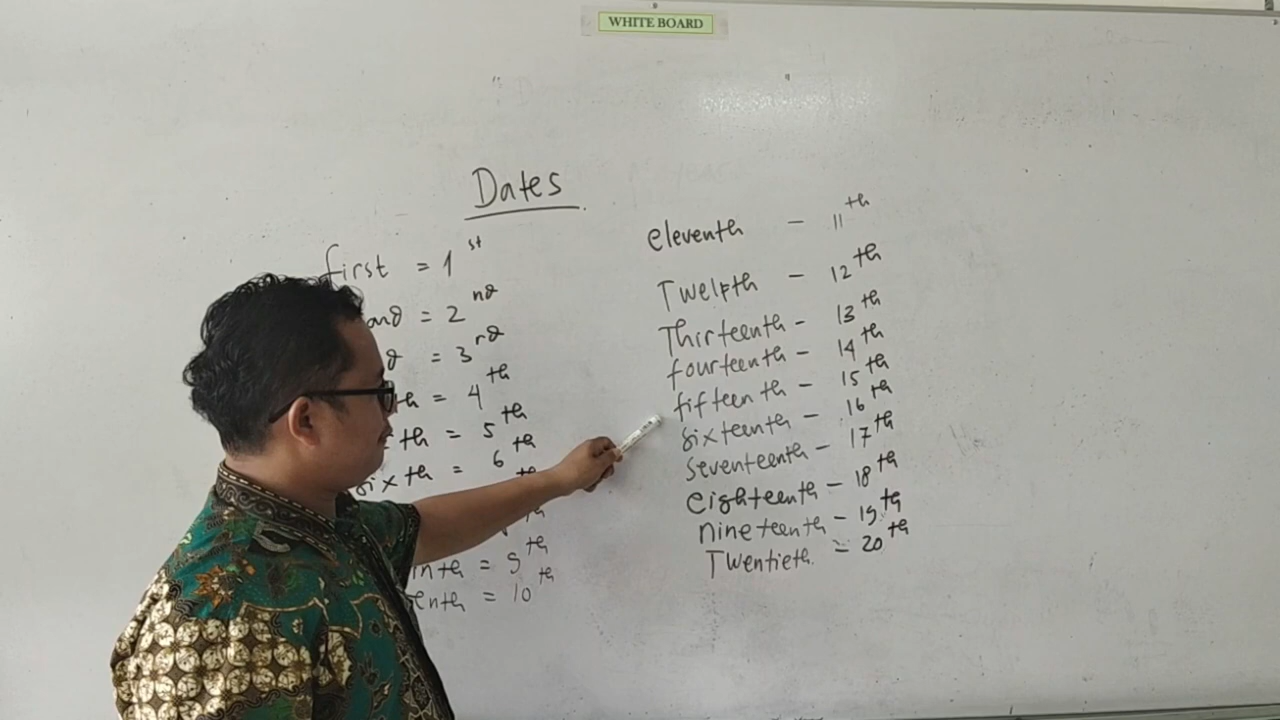 WHITE BOARD
Dates
first = 1st
= 2nd
= 3rd
= 4th
= 5th
sixth = 6th
= 9th
= 10th
eleventh - 11th
Twelfth - 12th
Thirteenth - 13th
fourteenth - 14th
fifteenth - 15th
sixteenth - 16th
Seventeenth - 17th
eighteenth - 18th
nineteenth - 19th
Twentieth = 20th